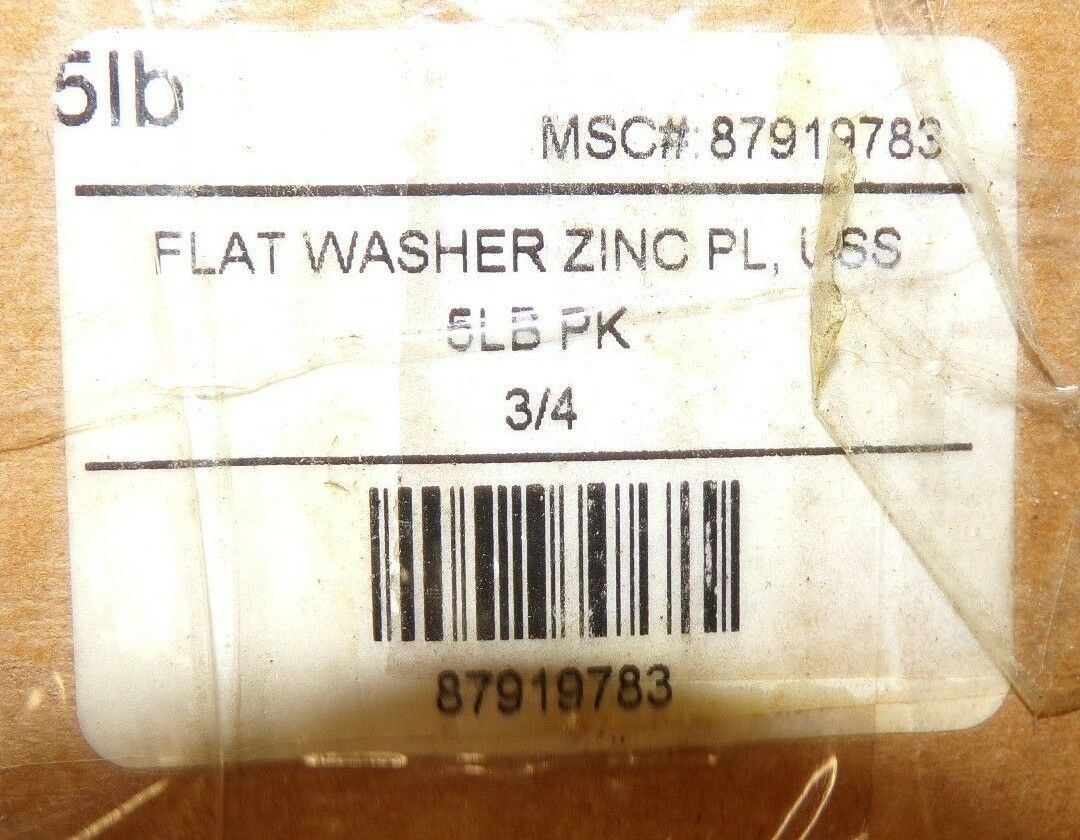 5lb
MSC#: 87919783
FLAT WASHER ZINC PL, USS
5LB PK
3/4
87919783